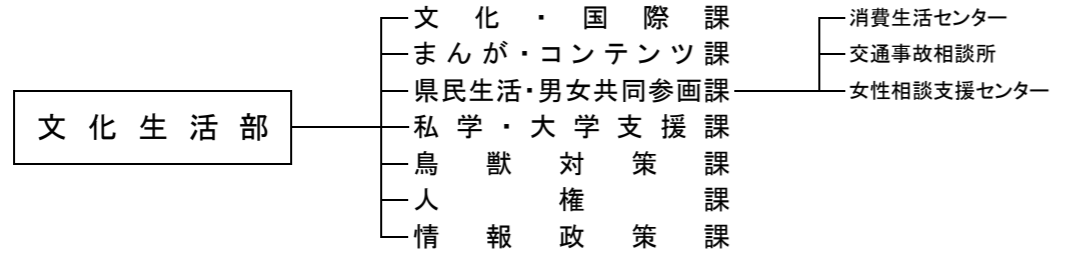 文化生活部
文化・国際課
まんが・コンテンツ課
県民生活・男女共同参画課
私学・大学支援課
鳥獣対策課
人権課
情報政策課
消費生活センター
交通事故相談所
女性相談支援センター